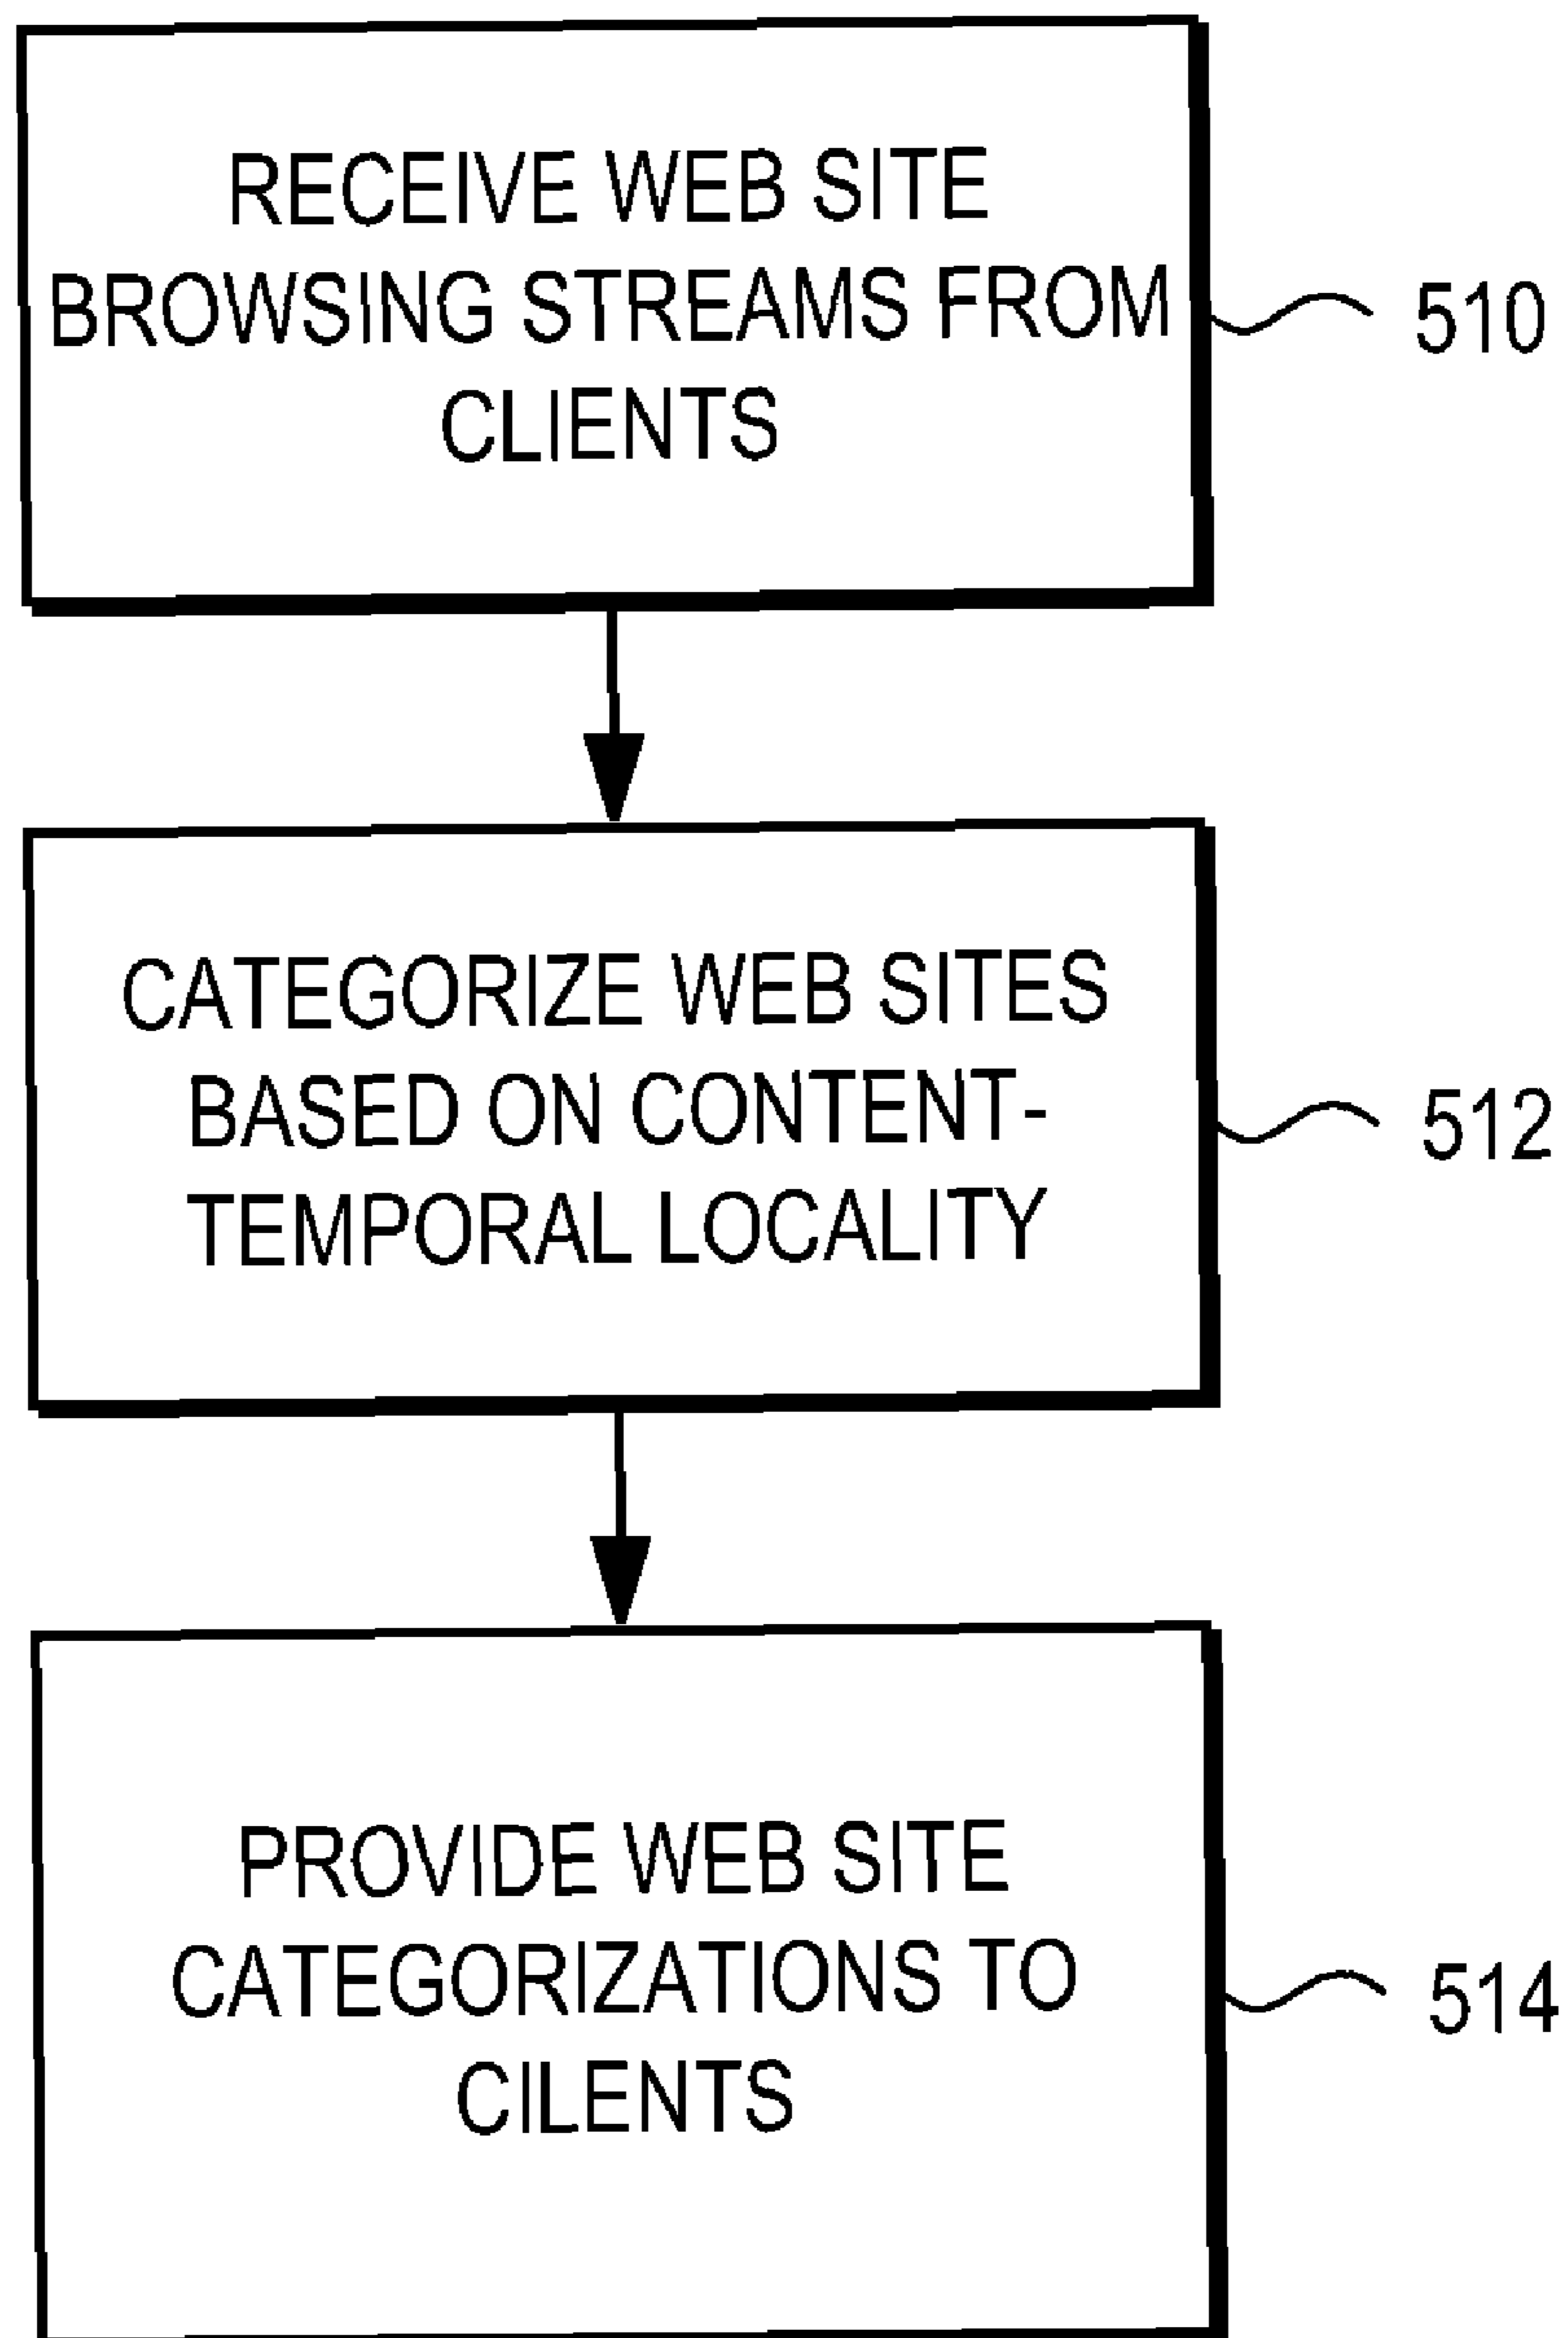 RECEIVE WEB SITE
BROWSING STREAMS FROM
CLIENTS
510
CATEGORIZE WEB SITES
BASED ON CONTENT-
TEMPORAL LOCALITY
512
PROVIDE WEB SITE
CATEGORIZATIONS TO
CILENTS
514